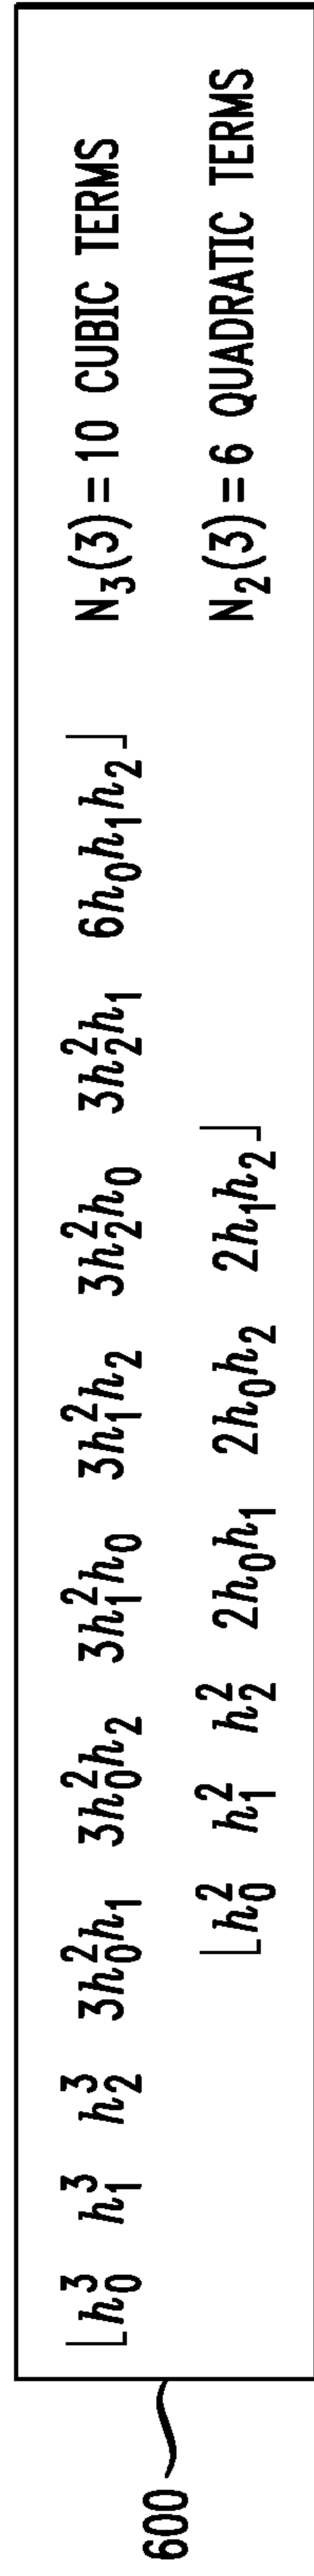 ⌊h₀³ h₁³ h₂³ 3h₀²h₁ 3h₀²h₂ 3h₁²h₀ 3h₁²h₂ 3h₂²h₀ 3h₂²h₁ 6h₀h₁h₂⌋ N₃(3)=10 CUBIC TERMS
⌊h₀² h₁² h₂² 2h₀h₁ 2h₀h₂ 2h₁h₂⌋ N₂(3)=6 QUADRATIC TERMS
600